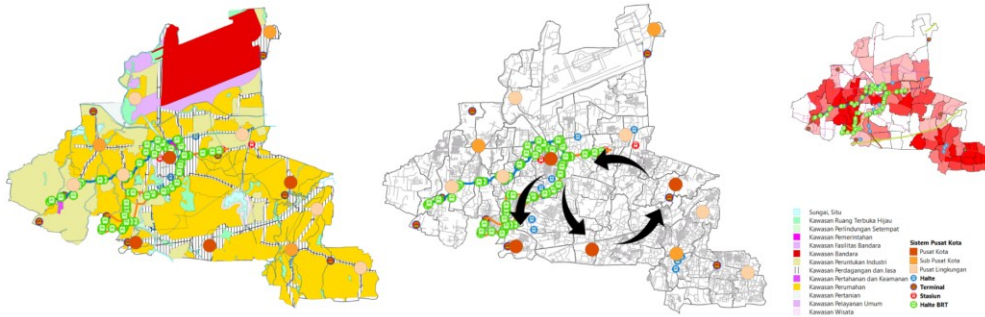 Sungai, Situ
Kawasan Ruang Terbuka Hijau
Kawasan Perlindungan Setempat
Kawasan Pemerintahan
Kawasan Fasilitas Bandara
Kawasan Bandara
Kawasan Peruntukan Industri
Kawasan Perdagangan dan Jasa
Kawasan Pertahanan dan Keamanan
Kawasan Perumahan
Kawasan Pertanian
Kawasan Pelayanan Umum
Kawasan Wisata
Sistem Pusat Kota
Pusat Kota
Sub Pusat Kota
Pusat Lingkungan
Halte
Terminal
Stasiun
Halte BRT